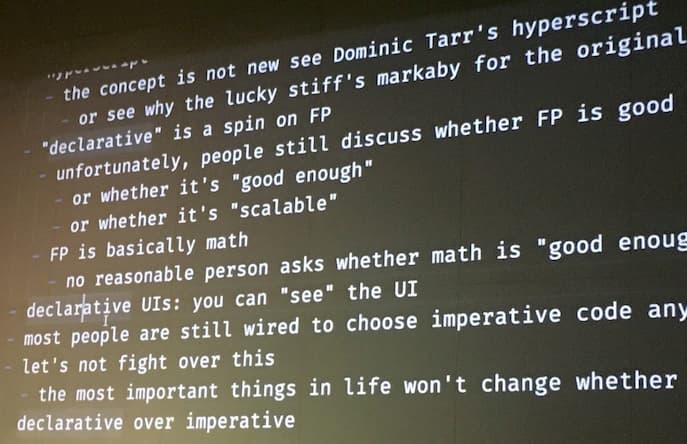 - the concept is not new see Dominic Tarr's hyperscript
- or see why the lucky stiff's markaby for the original
- "declarative" is a spin on FP
- unfortunately, people still discuss whether FP is good
- or whether it's "good enough"
- or whether it's "scalable"
- FP is basically math
- no reasonable person asks whether math is "good enoug
- declarative UIs: you can "see" the UI
- most people are still wired to choose imperative code any
- let's not fight over this
- the most important things in life won't change whether
declarative over imperative